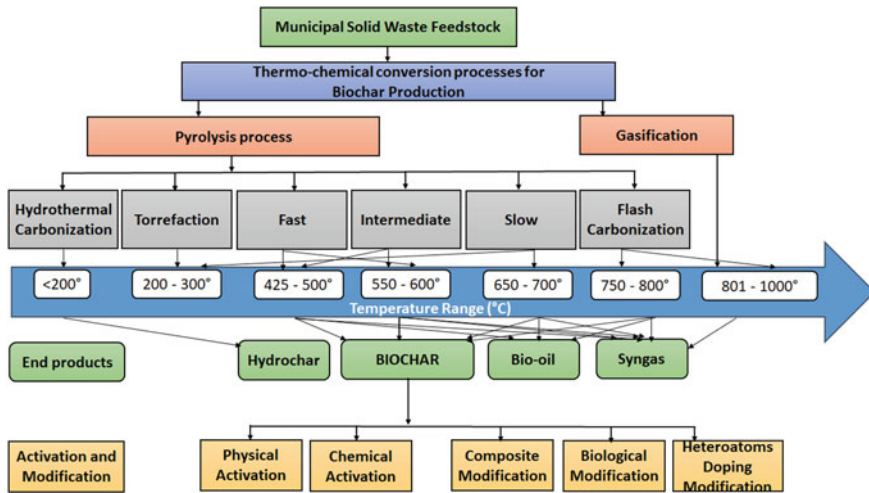 Municipal Solid Waste Feedstock
Thermo-chemical conversion processes for
Biochar Production
Pyrolysis process
Gasification
Hydrothermal
Carbonization
Torrefaction
Fast
Intermediate
Slow
Flash
Carbonization
<200°
200 - 300°
425 - 500°
550 - 600°
650 - 700°
750 - 800°
801 - 1000°
Temperature Range (°C)
End products
Hydrochar
BIOCHAR
Bio-oil
Syngas
Activation and
Modification
Physical
Activation
Chemical
Activation
Composite
Modification
Biological
Modification
Heteroatoms
Doping
Modification